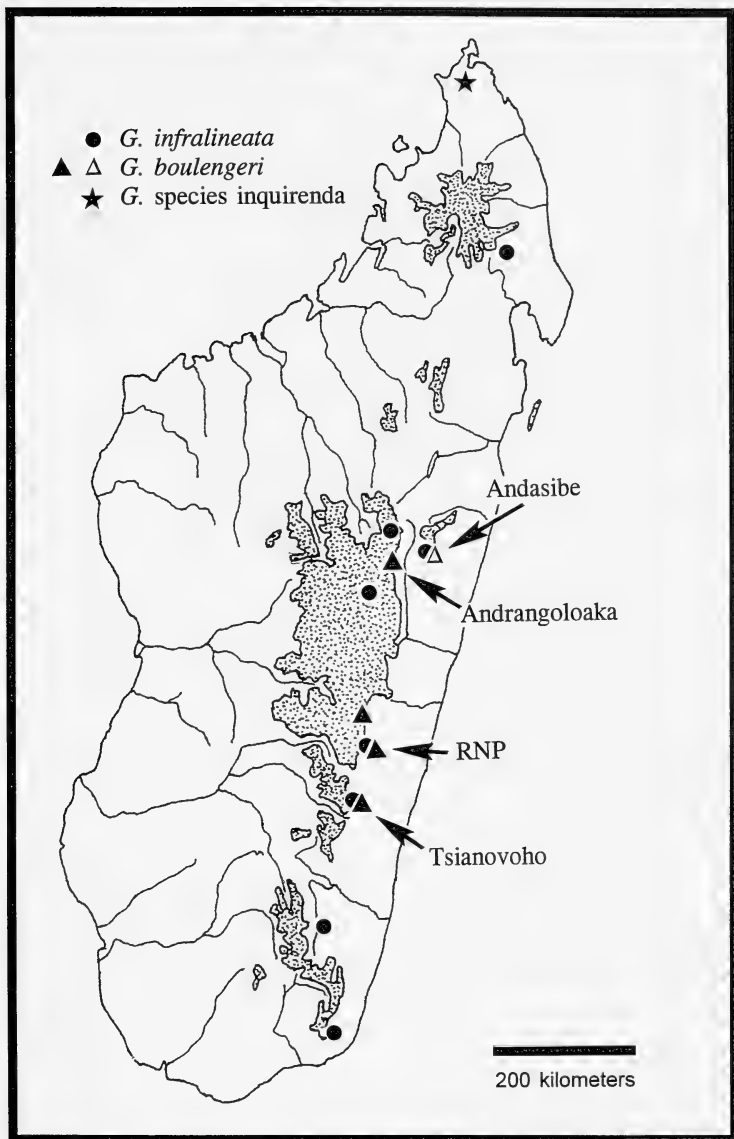 G. infralineata
G. boulengeri
G. species inquirenda
Andasibe
Andrangoloaka
RNP
Tsianovoho
200 kilometers